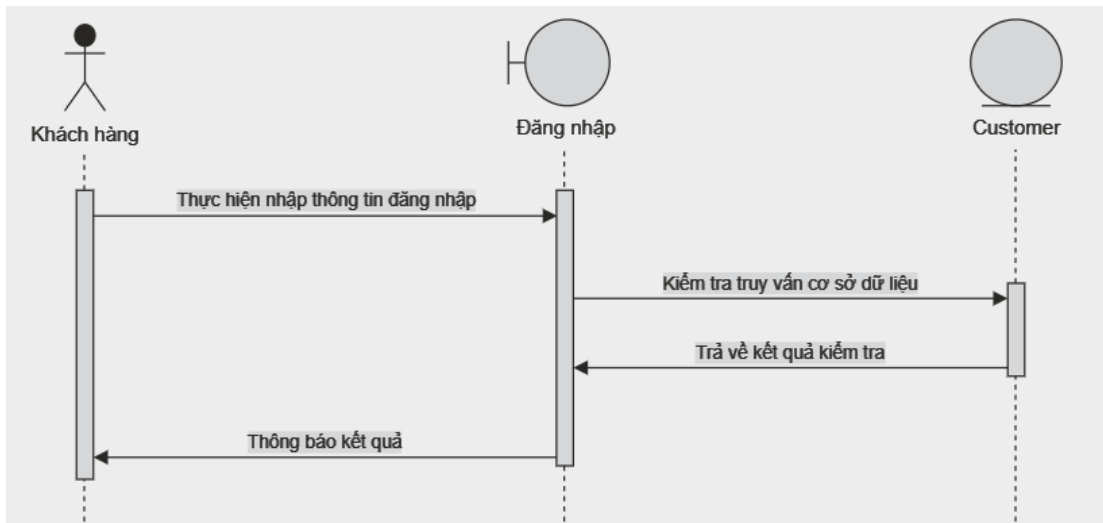 Khách hàng
Đăng nhập
Customer
Thực hiện nhập thông tin đăng nhập
Kiểm tra truy vấn cơ sở dữ liệu
Trả về kết quả kiểm tra
Thông báo kết quả